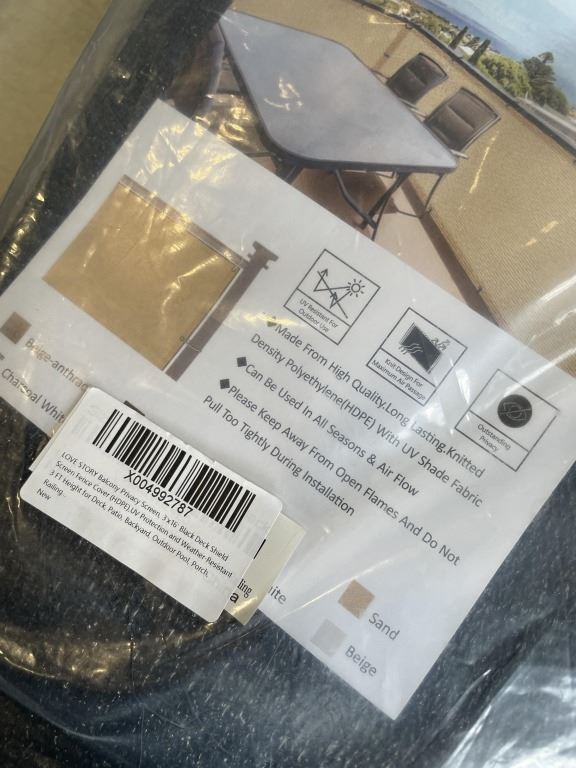 UV Resistant For
Outdoor Use
Knit Design For
Maximum Air Passage
Outstanding
Privacy
Made From High Quality,Long Lasting,Knitted
Density Polyethylene(HDPE) With UV Shade Fabric
Can Be Used In All Seasons & Air Flow
Please Keep Away From Open Flames And Do Not
Pull Too Tightly During Installation
Beige-anthrac
Charcoal White
X004992787
LOVE STORY Balcony Privacy Screen, 3'x16' Black Deck Shield
Screen Fence Cover (HDPE),UV Protection and Weather-Resistant
3 FT Height for Deck, Patio, Backyard, Outdoor Pool, Porch,
Railing
New
Sand
Beige